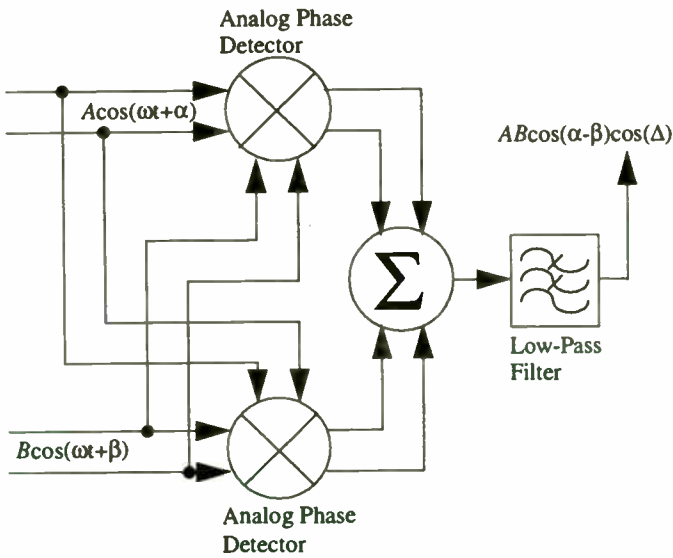 Analog Phase
Detector
Acos(ωt+α)
ABcos(α-β)cos(Δ)
Σ
Low-Pass
Filter
Bcos(ωt+β)
Analog Phase
Detector